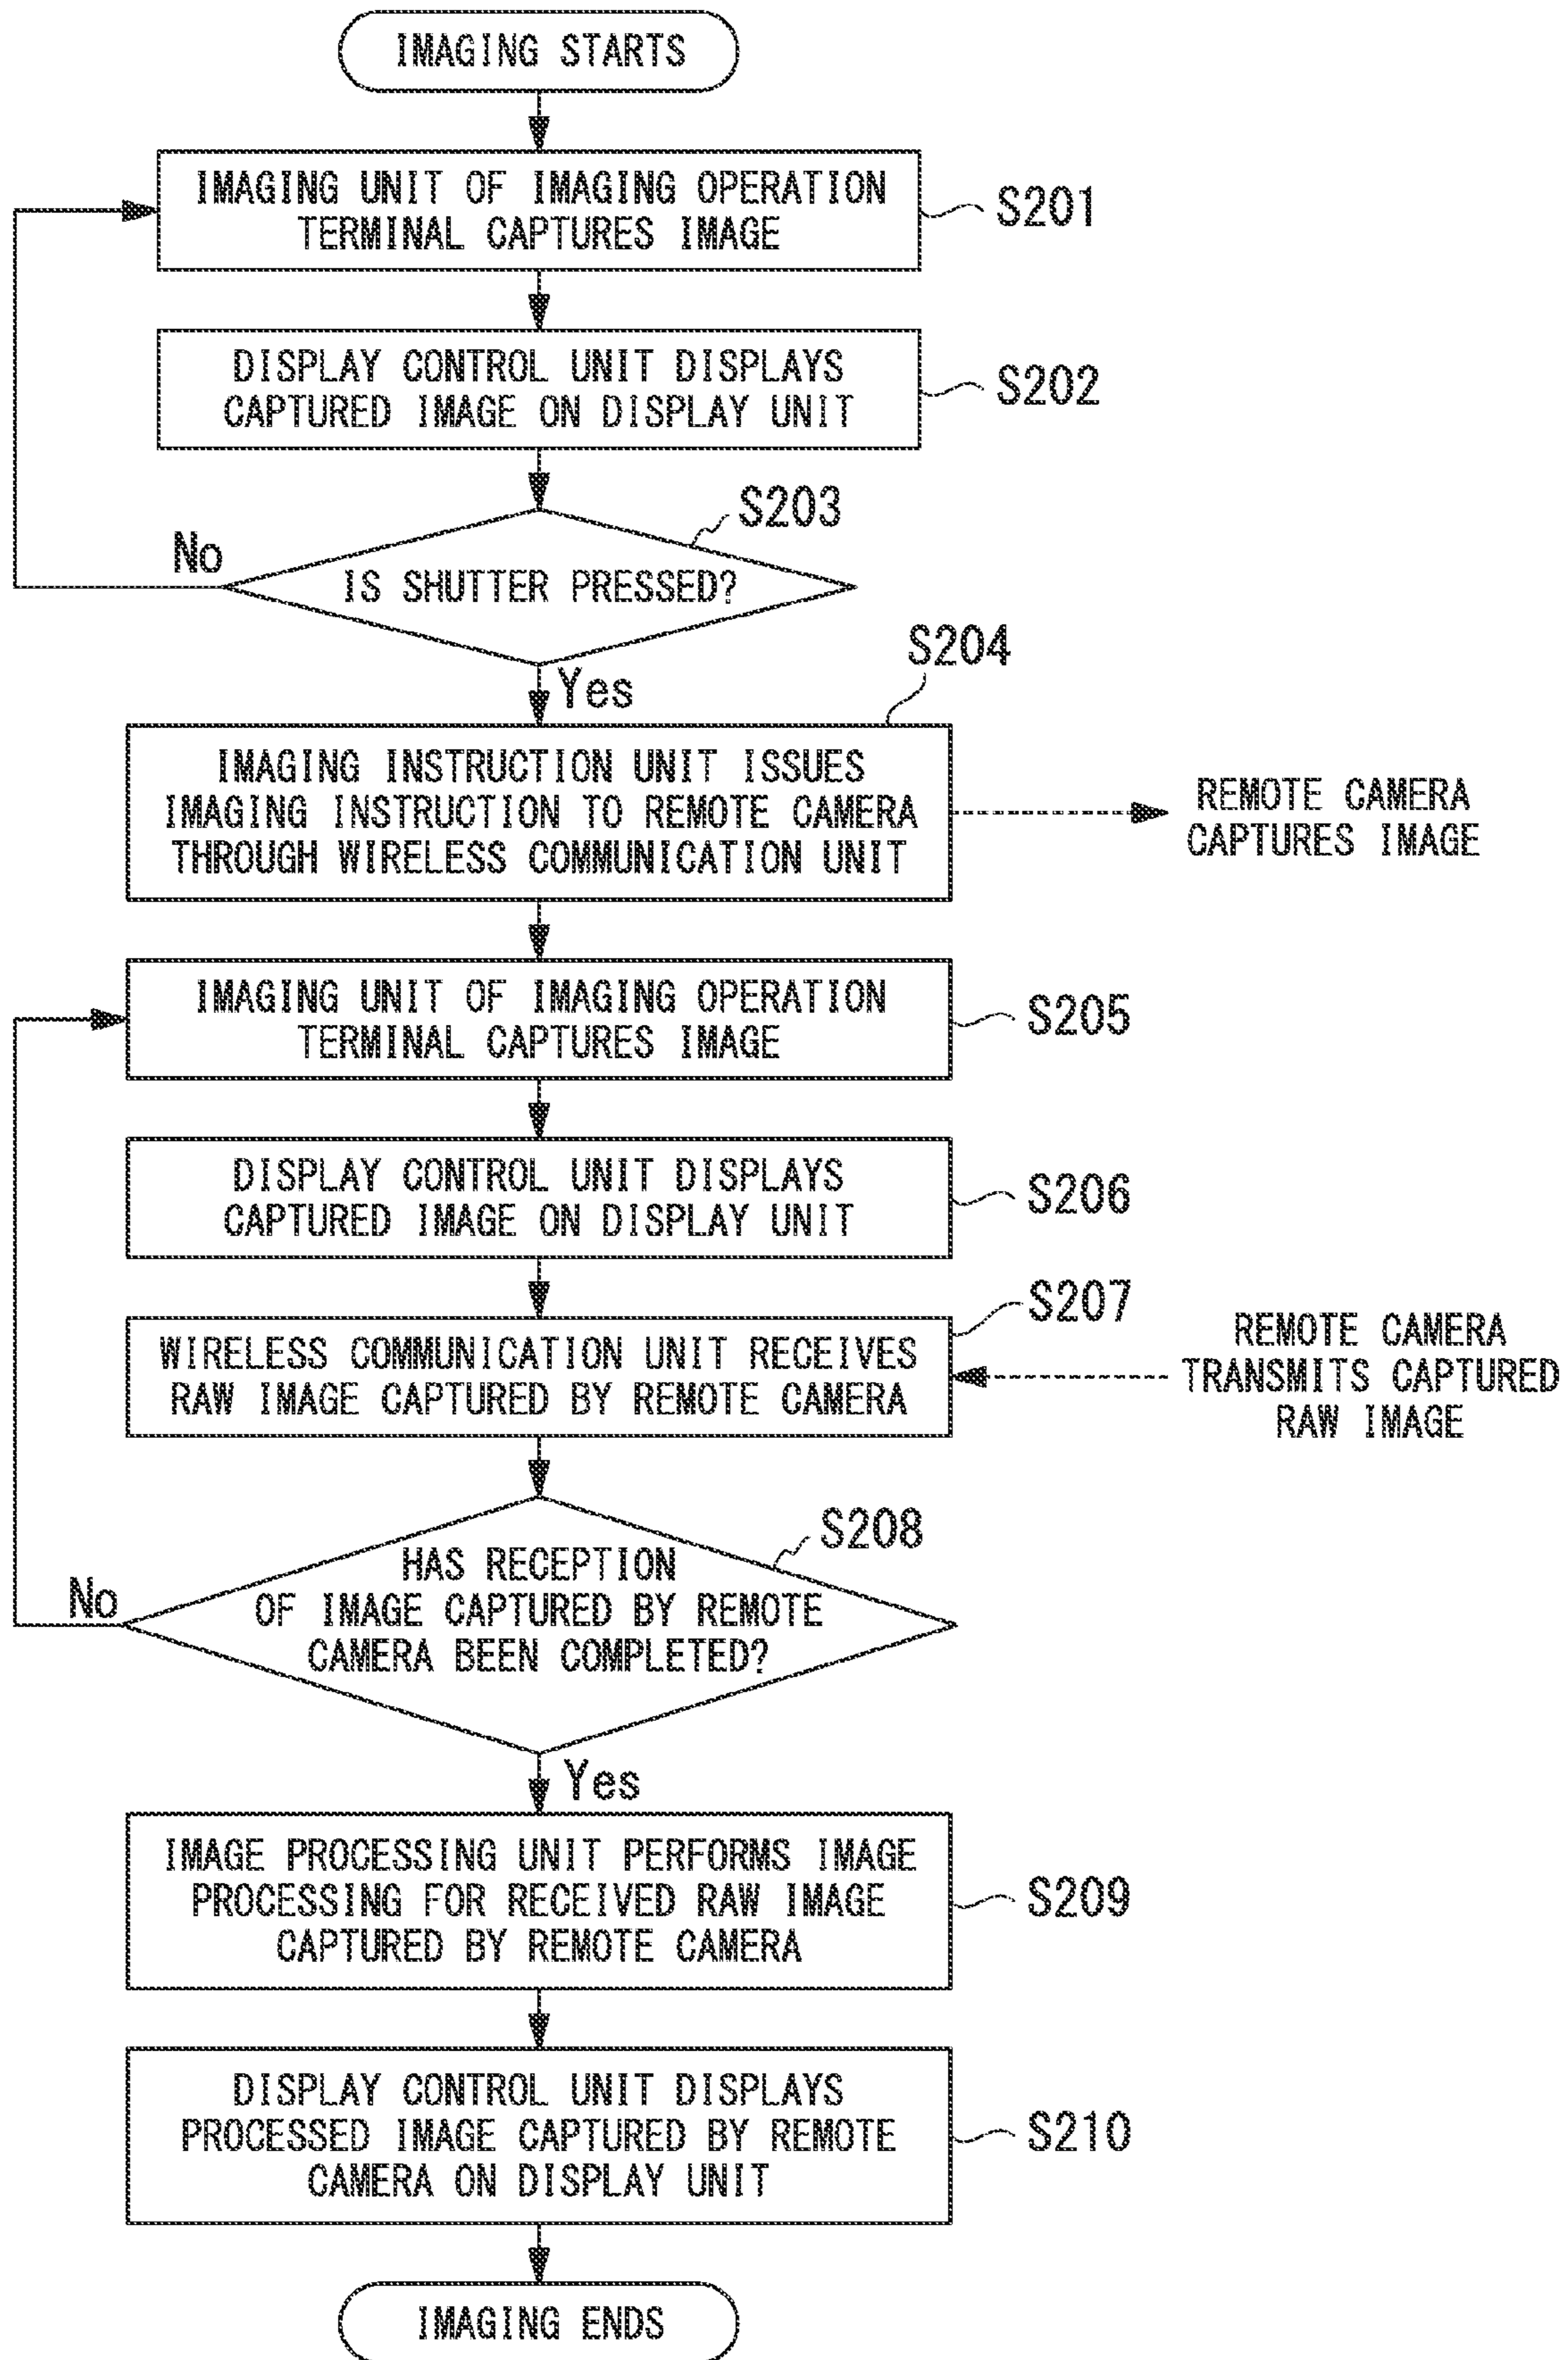 IMAGING STARTS
IMAGING UNIT OF IMAGING OPERATION
TERMINAL CAPTURES IMAGE
S201
DISPLAY CONTROL UNIT DISPLAYS
CAPTURED IMAGE ON DISPLAY UNIT
S202
S203
No
IS SHUTTER PRESSED?
Yes
S204
IMAGING INSTRUCTION UNIT ISSUES
IMAGING INSTRUCTION TO REMOTE CAMERA
THROUGH WIRELESS COMMUNICATION UNIT
REMOTE CAMERA
CAPTURES IMAGE
IMAGING UNIT OF IMAGING OPERATION
TERMINAL CAPTURES IMAGE
S205
DISPLAY CONTROL UNIT DISPLAYS
CAPTURED IMAGE ON DISPLAY UNIT
S206
S207
WIRELESS COMMUNICATION UNIT RECEIVES
RAW IMAGE CAPTURED BY REMOTE CAMERA
REMOTE CAMERA
TRANSMITS CAPTURED
RAW IMAGE
S208
No
HAS RECEPTION
OF IMAGE CAPTURED BY REMOTE
CAMERA BEEN COMPLETED?
Yes
IMAGE PROCESSING UNIT PERFORMS IMAGE
PROCESSING FOR RECEIVED RAW IMAGE
CAPTURED BY REMOTE CAMERA
S209
DISPLAY CONTROL UNIT DISPLAYS
PROCESSED IMAGE CAPTURED BY REMOTE
CAMERA ON DISPLAY UNIT
S210
IMAGING ENDS